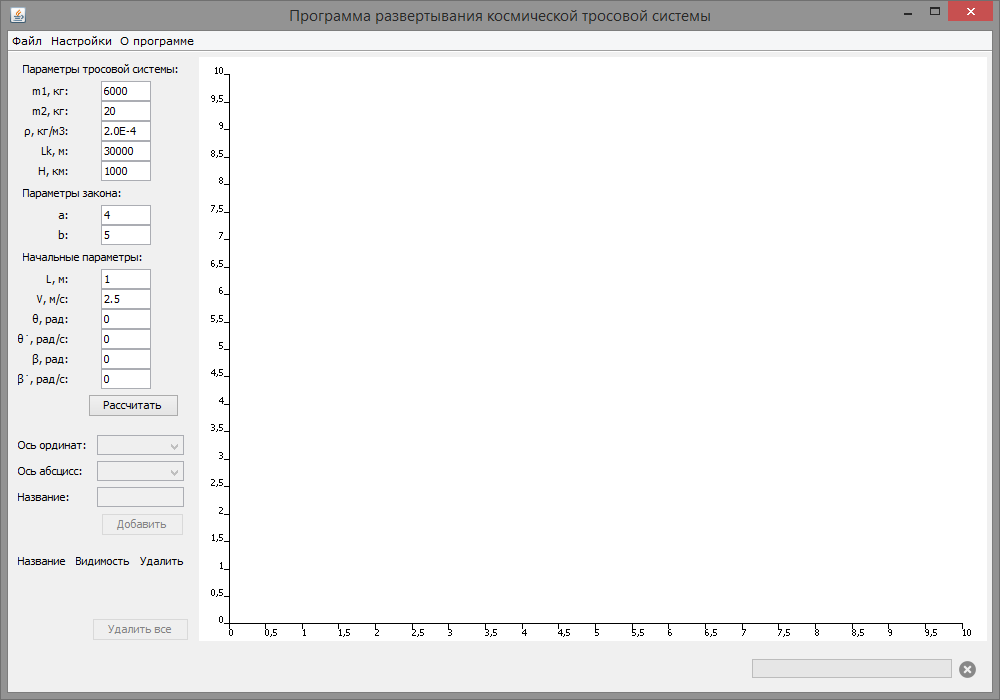 Программа развертывания космической тросовой системы
Файл Настройки О программе
Параметры тросовой системы:
m1, кг: 6000
m2, кг: 20
ρ, кг/м3: 2.0E-4
Lk, м: 30000
H, км: 1000
Параметры закона:
a: 4
b: 5
Начальные параметры:
L, м: 1
V, м/с: 2.5
θ, рад: 0
θ˙, рад/с: 0
β, рад: 0
β˙, рад/с: 0
Рассчитать
Ось ординат:
Ось абсцисс:
Название:
Добавить
Название Видимость Удалить
Удалить все
10
9,5
9
8,5
8
7,5
7
6,5
6
5,5
5
4,5
4
3,5
3
2,5
2
1,5
1
0,5
0
0 0,5 1 1,5 2 2,5 3 3,5 4 4,5 5 5,5 6 6,5 7 7,5 8 8,5 9 9,5 10